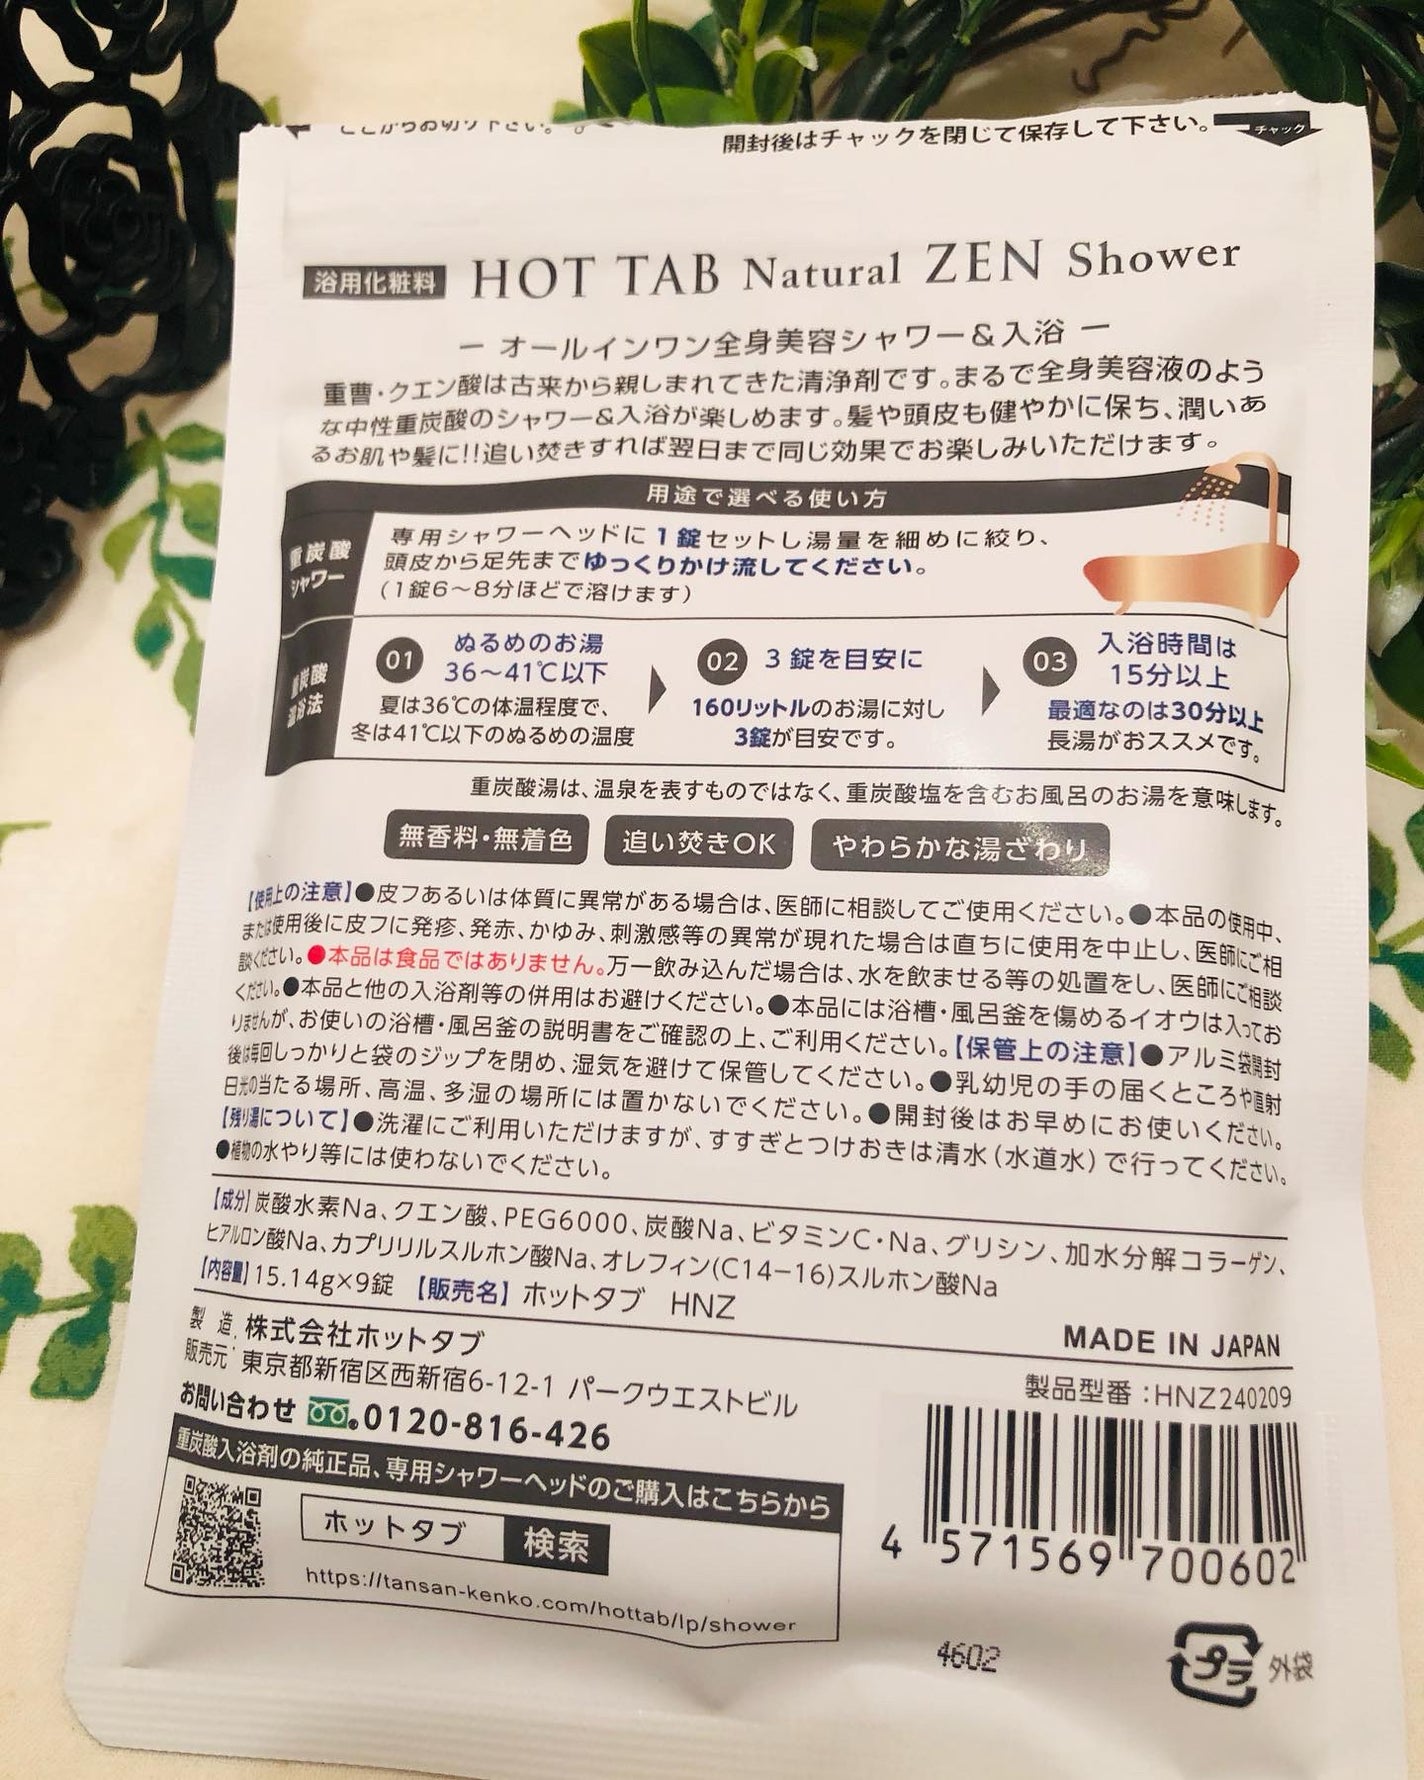 ここからお切り下さい。
開封後はチャックを閉じて保存して下さい。
チャック
浴用化粧料 HOT TAB Natural ZEN Shower
ー オールインワン全身美容シャワー&入浴 ー
重曹・クエン酸は古来から親しまれてきた清浄剤です。まるで全身美容液のよう
な中性重炭酸のシャワー&入浴が楽しめます。髪や頭皮も健やかに保ち、潤いあ
るお肌や髪に!!追い焚きすれば翌日まで同じ効果でお楽しみいただけます。
用途で選べる使い方
重炭酸
シャワー
専用シャワーヘッドに1錠セットし湯量を細めに絞り、
頭皮から足先までゆっくりかけ流してください。
(1錠6〜8分ほどで溶けます)
重炭酸
温浴法
01 ぬるめのお湯
36〜41℃以下
夏は36℃の体温程度で、
冬は41℃以下のぬるめの温度
02 3錠を目安に
160リットルのお湯に対し
3錠が目安です。
03 入浴時間は
15分以上
最適なのは30分以上
長湯がおススメです。
重炭酸湯は、温泉を表すものではなく、重炭酸塩を含むお風呂のお湯を意味します。
無香料・無着色 追い焚きOK やわらかな湯ざわり
【使用上の注意】●皮フあるいは体質に異常がある場合は、医師に相談してご使用ください。●本品の使用中、
または使用後に皮フに発疹、発赤、かゆみ、刺激感等の異常が現れた場合は直ちに使用を中止し、医師にご相
談ください。●本品は食品ではありません。万一飲み込んだ場合は、水を飲ませる等の処置をし、医師にご相談
ください。●本品と他の入浴剤等の併用はお避けください。●本品には浴槽・風呂釜を傷めるイオウは入ってお
りませんが、お使いの浴槽・風呂釜の説明書をご確認の上、ご利用ください。【保管上の注意】●アルミ袋開封
後は毎回しっかりと袋のジップを閉め、湿気を避けて保管してください。●乳幼児の手の届くところや直射
日光の当たる場所、高温、多湿の場所には置かないでください。●開封後はお早めにお使いください。
【残り湯について】●洗濯にご利用いただけますが、すすぎとつけおきは清水(水道水)で行ってください。
●植物の水やり等には使わないでください。
【成分】炭酸水素Na、クエン酸、PEG6000、炭酸Na、ビタミンC・Na、グリシン、加水分解コラーゲン、
ヒアルロン酸Na、カプリリルスルホン酸Na、オレフィン(C14−16)スルホン酸Na
【内容量】15.14g×9錠 【販売名】ホットタブ HNZ
製造
販売元:株式会社ホットタブ
東京都新宿区西新宿6-12-1 パークウエストビル
お問い合わせ 0120-816-426
MADE IN JAPAN
製品型番:HNZ240209
重炭酸入浴剤の純正品、専用シャワーヘッドのご購入はこちらから
ホットタブ 検索
https://tansan-kenko.com/hottab/lp/shower
4 571569 700602
4602
プラ 外袋